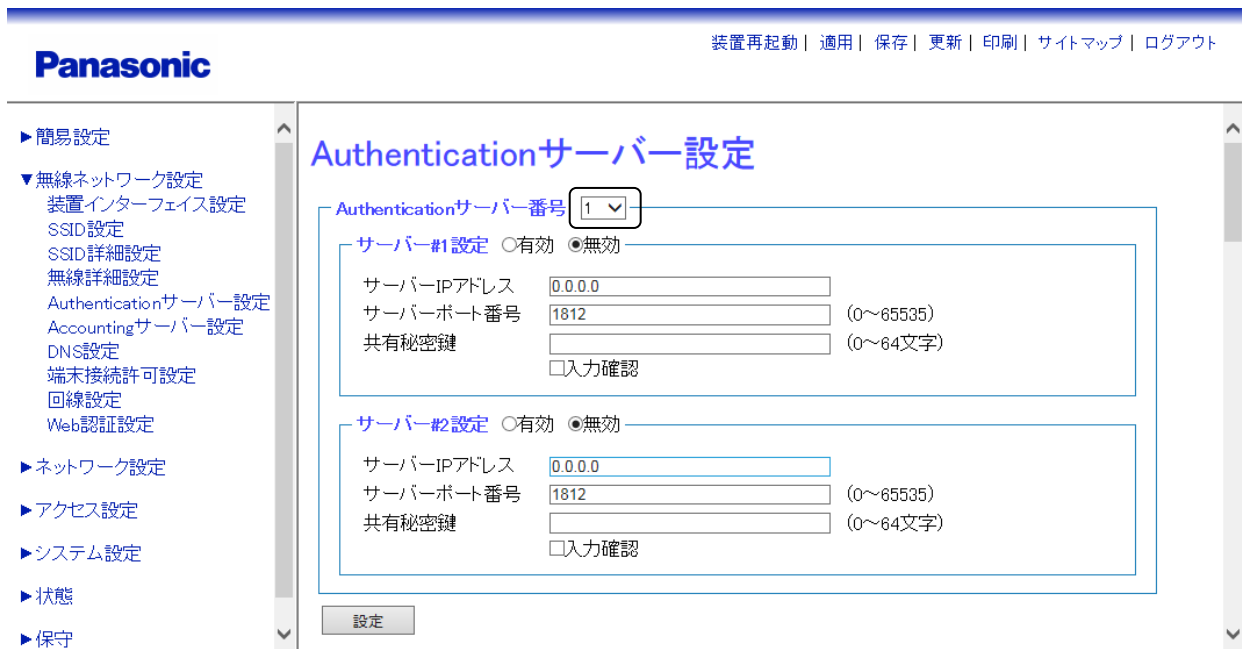 装置再起動| 適用| 保存| 更新| 印刷| サイトマップ| ログアウト
Panasonic
▶簡易設定
▼無線ネットワーク設定
装置インターフェイス設定
SSID設定
SSID詳細設定
無線詳細設定
Authenticationサーバー設定
Accountingサーバー設定
DNS設定
端末接続許可設定
回線設定
Web認証設定
▶ネットワーク設定
▶アクセス設定
▶システム設定
▶状態
▶保守
Authenticationサーバー設定
Authenticationサーバー番号 1
サーバー#1設定 ○有効 ◉無効
サーバーIPアドレス 0.0.0.0
サーバーポート番号 1812 (0～65535)
共有秘密鍵 (0～64文字)
□入力確認
サーバー#2設定 ○有効 ◉無効
サーバーIPアドレス 0.0.0.0
サーバーポート番号 1812 (0～65535)
共有秘密鍵 (0～64文字)
□入力確認
設定